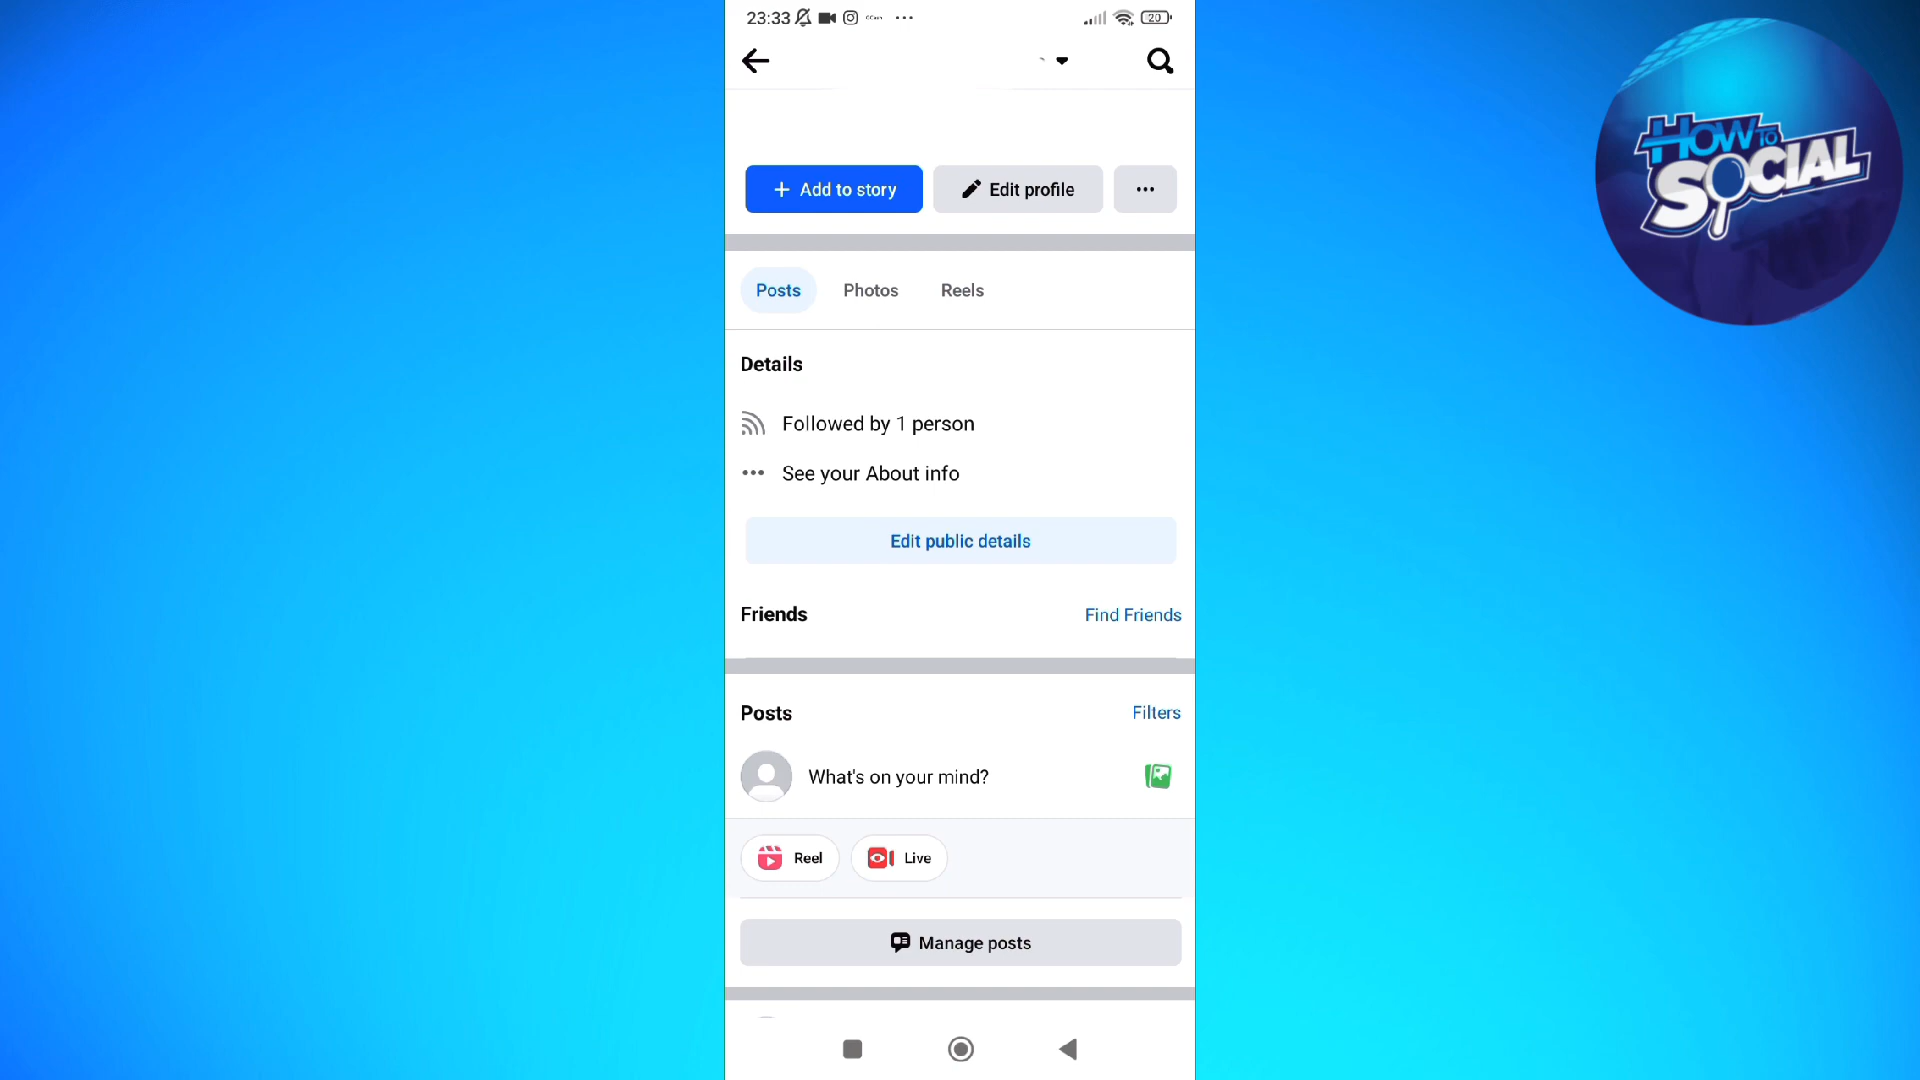 23:33
20
HOW TO
SOCIAL
+ Add to story
Edit profile
Posts
Photos
Reels
Details
Followed by 1 person
See your About info
Edit public details
Friends
Find Friends
Posts
Filters
What's on your mind?
Reel
Live
Manage posts